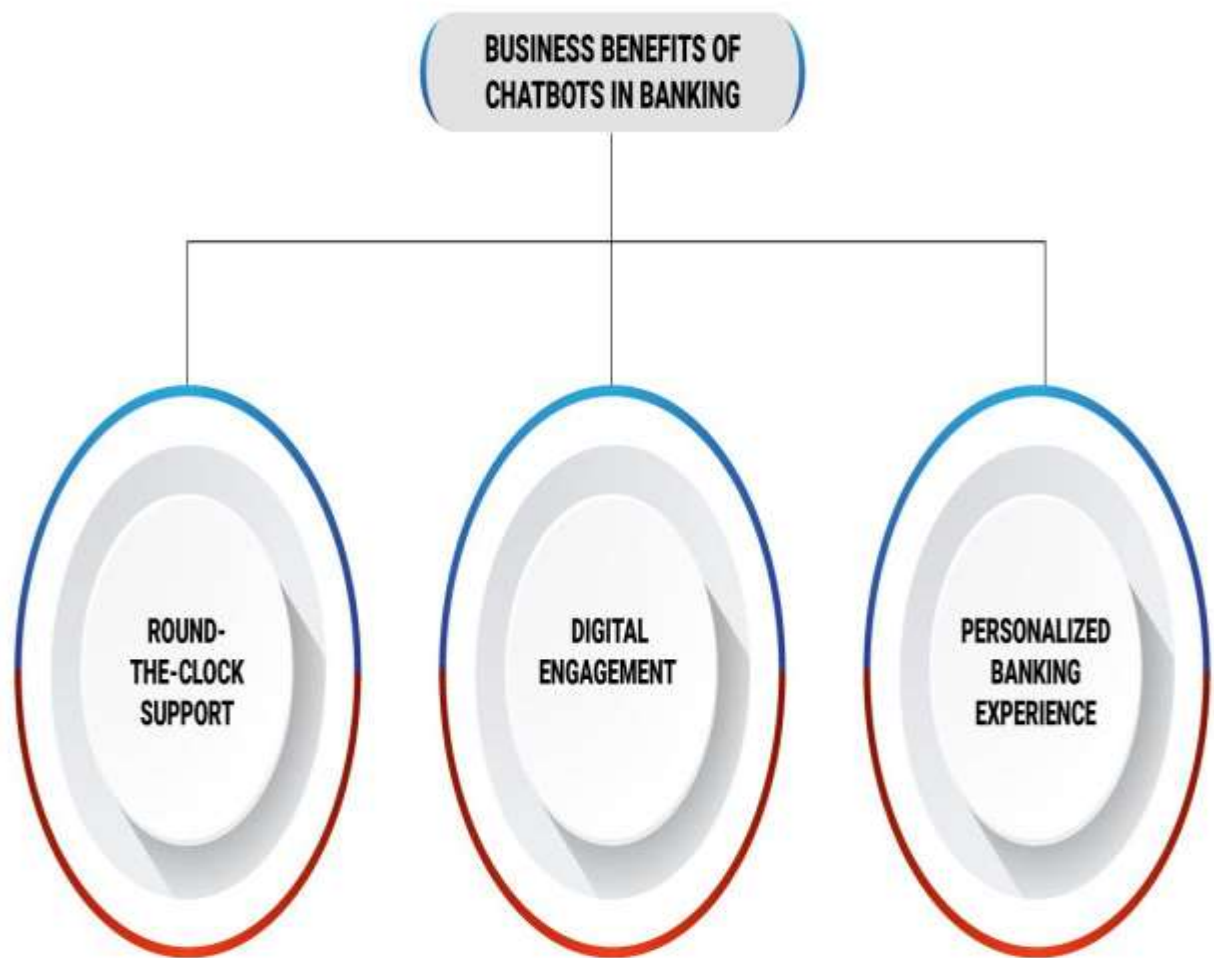 BUSINESS BENEFITS OF
CHATBOTS IN BANKING
ROUND-
THE-CLOCK
SUPPORT
DIGITAL
ENGAGEMENT
PERSONALIZED
BANKING
EXPERIENCE